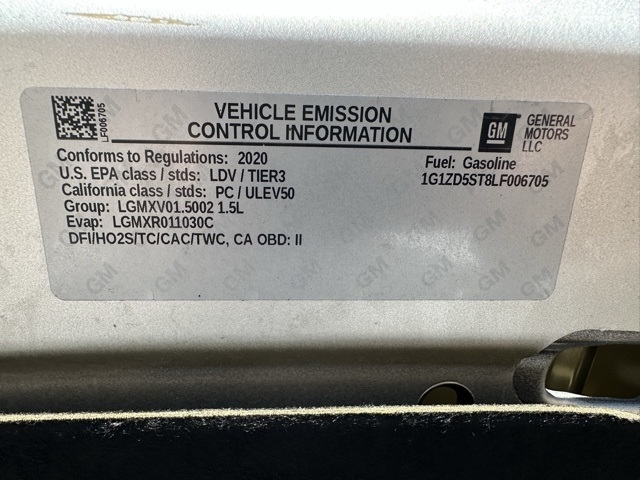 LF006705
VEHICLE EMISSION
CONTROL INFORMATION
GM
GENERAL
MOTORS
LLC
Conforms to Regulations: 2020
U.S. EPA class / stds: LDV / TIER3
California class / stds: PC / ULEV50
Group: LGMXV01.5002 1.5L
Evap: LGMXR011030C
DFI/HO2S/TC/CAC/TWC, CA OBD: II
Fuel: Gasoline
1G1ZD5ST8LF006705